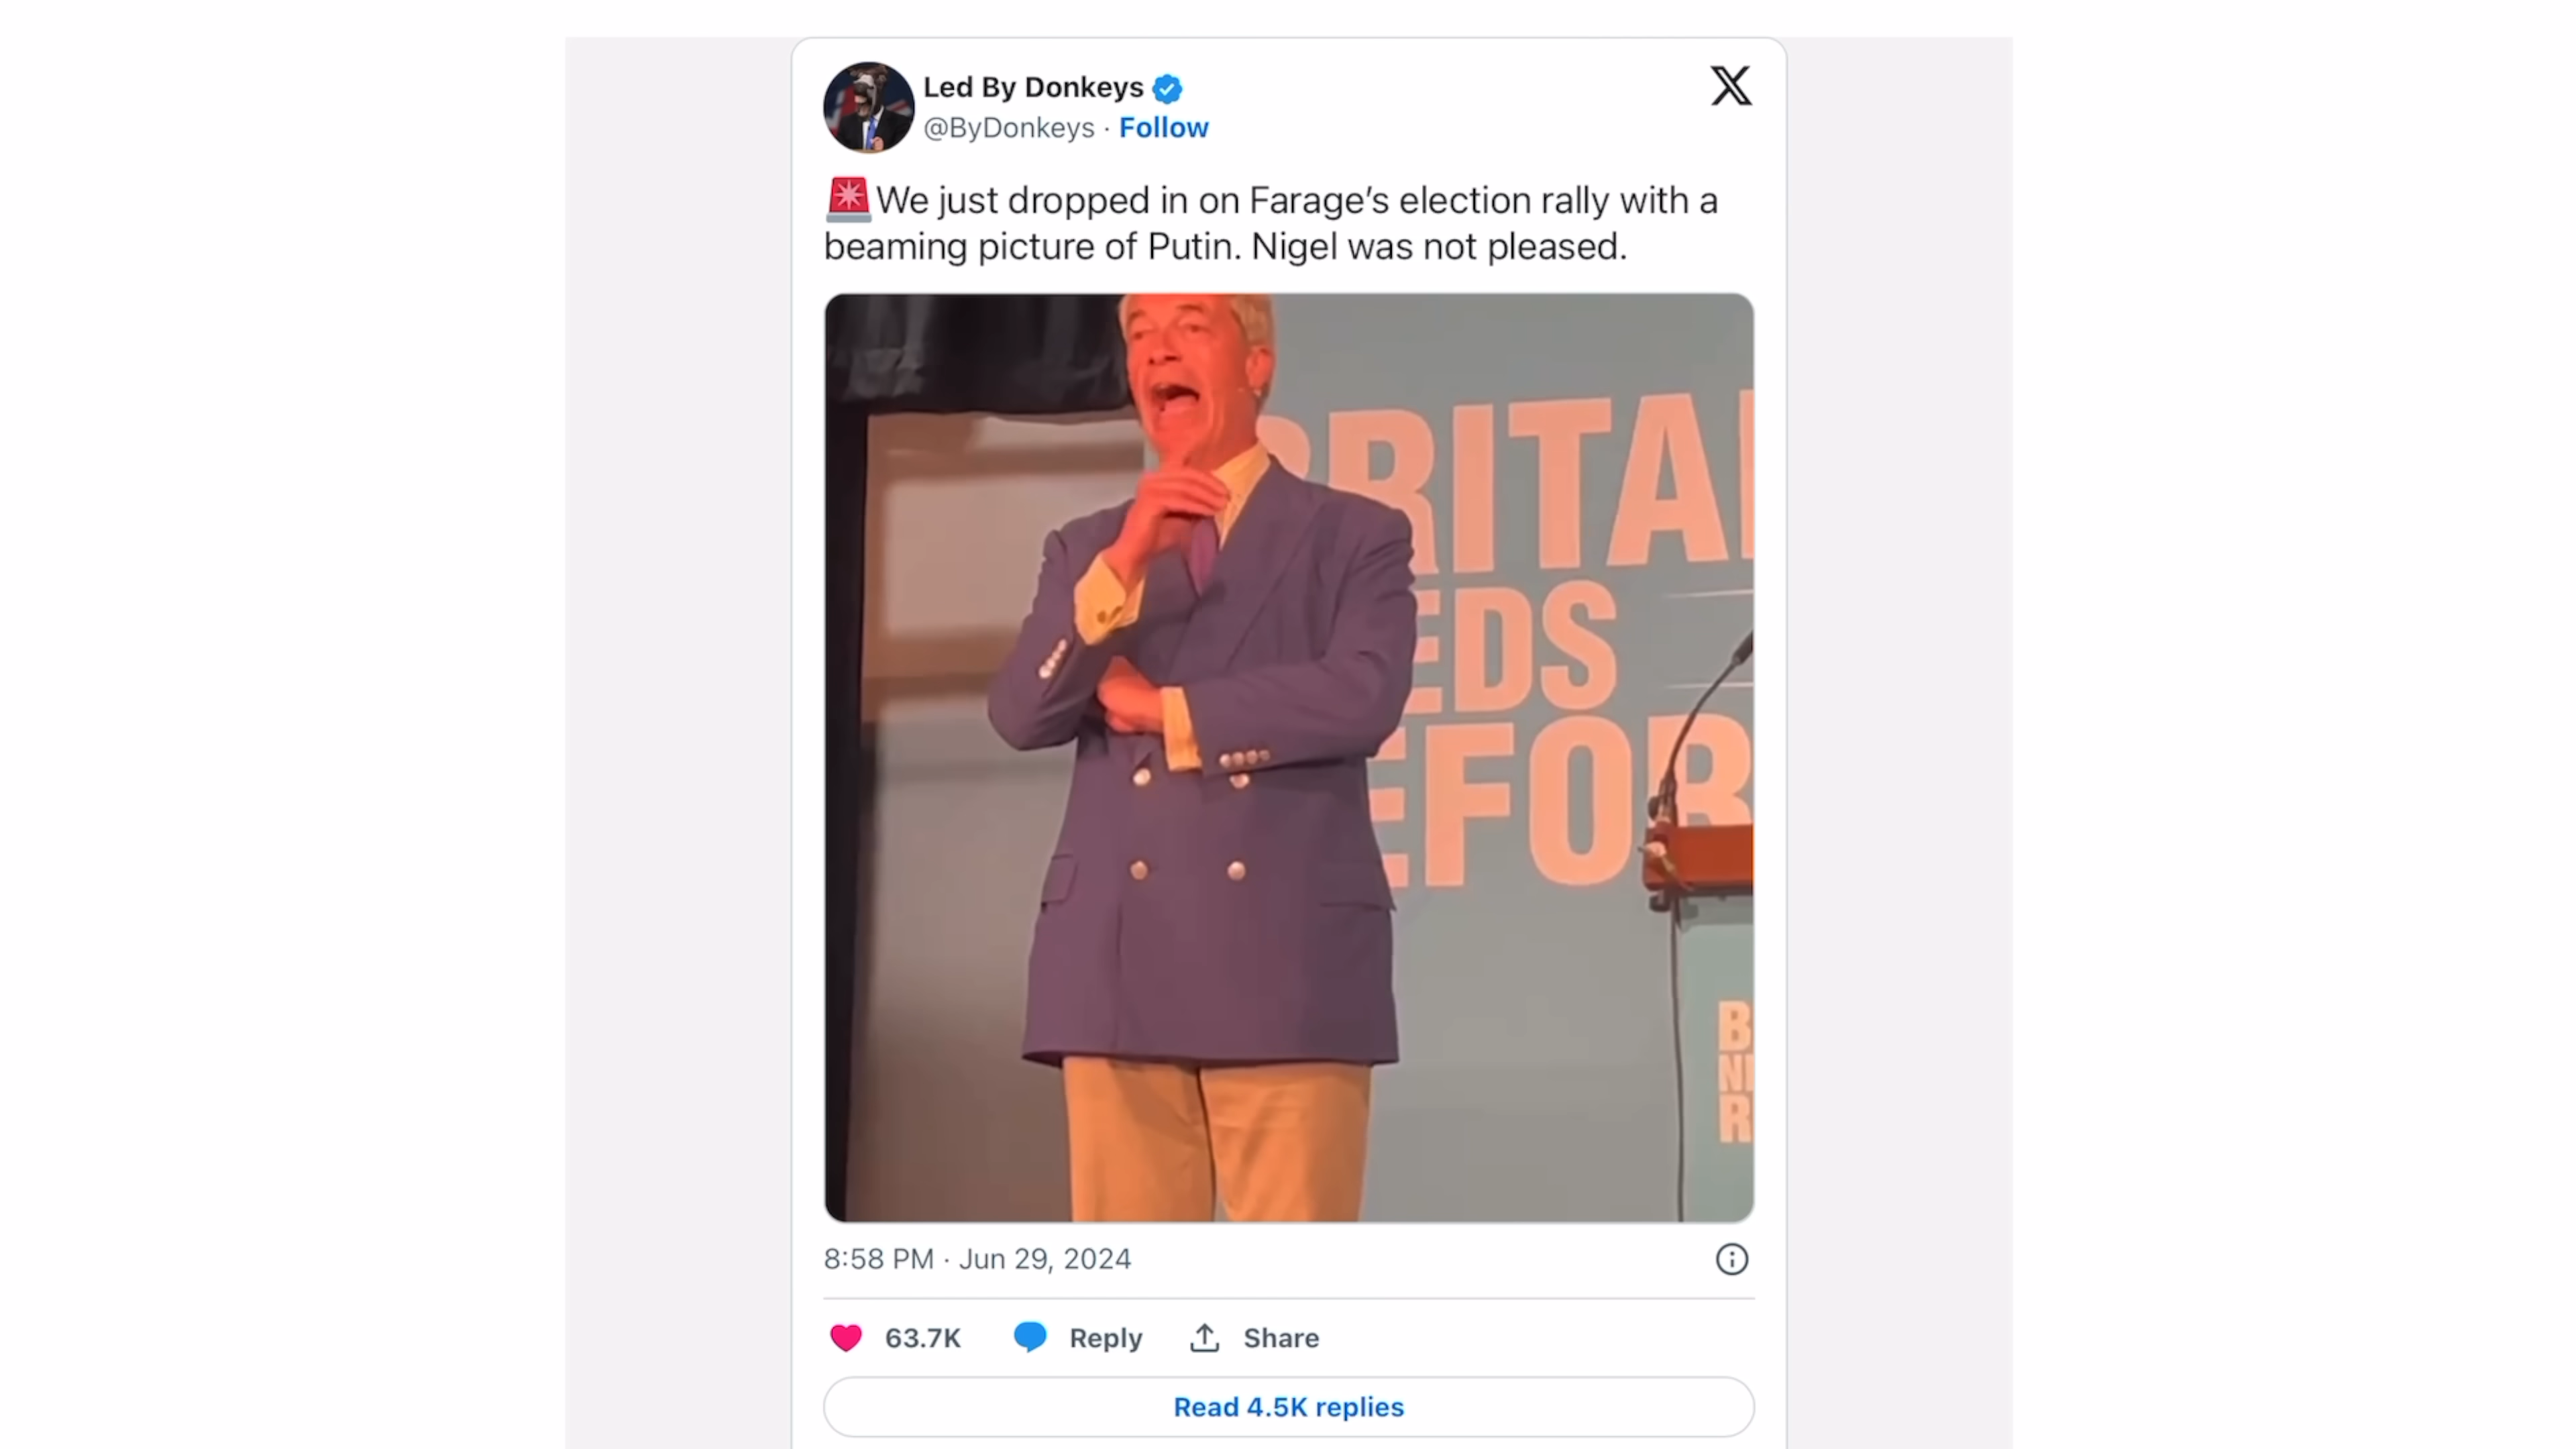 Led By Donkeys
@ByDonkeys · Follow
🚨We just dropped in on Farage’s election rally with a
beaming picture of Putin. Nigel was not pleased.
BRITAI
EDS
EFOR
B
NE
R
8:58 PM · Jun 29, 2024
63.7K Reply Share
Read 4.5K replies